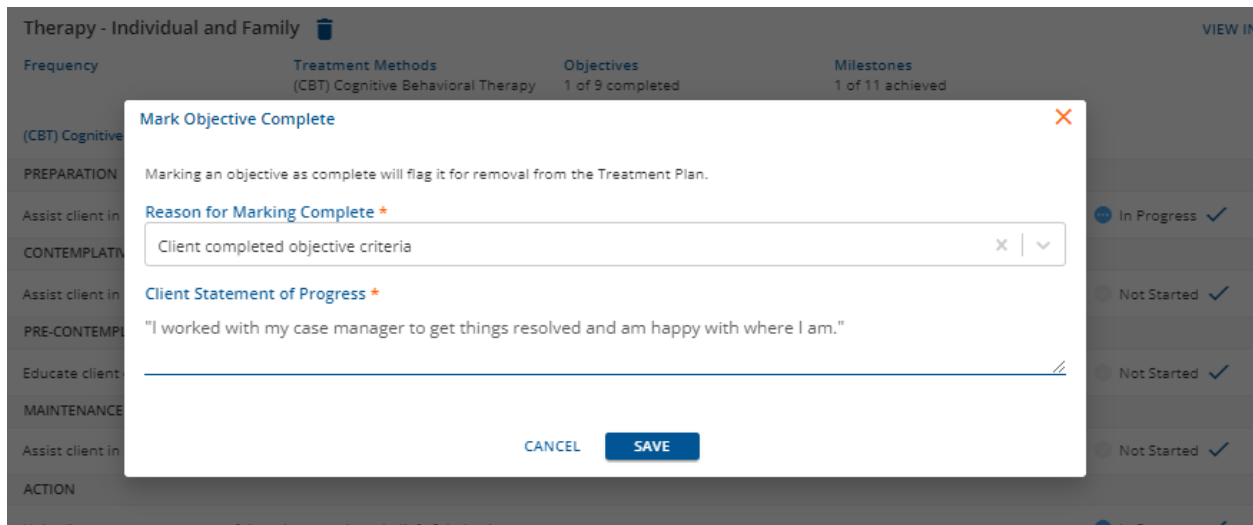 Therapy - Individual and Family
VIEW IN
Frequency
Treatment Methods
Objectives
Milestones
(CBT) Cognitive Behavioral Therapy
1 of 9 completed
1 of 11 achieved
Mark Objective Complete
(CBT) Cognitive
PREPARATION
Marking an objective as complete will flag it for removal from the Treatment Plan.
Assist client in
Reason for Marking Complete *
In Progress
Client completed objective criteria
CONTEMPLATIV
Assist client in
Client Statement of Progress *
Not Started
"I worked with my case manager to get things resolved and am happy with where I am."
PRE-CONTEMPL
Educate client
Not Started
MAINTENANCE
Assist client in
CANCEL
SAVE
Not Started
ACTION